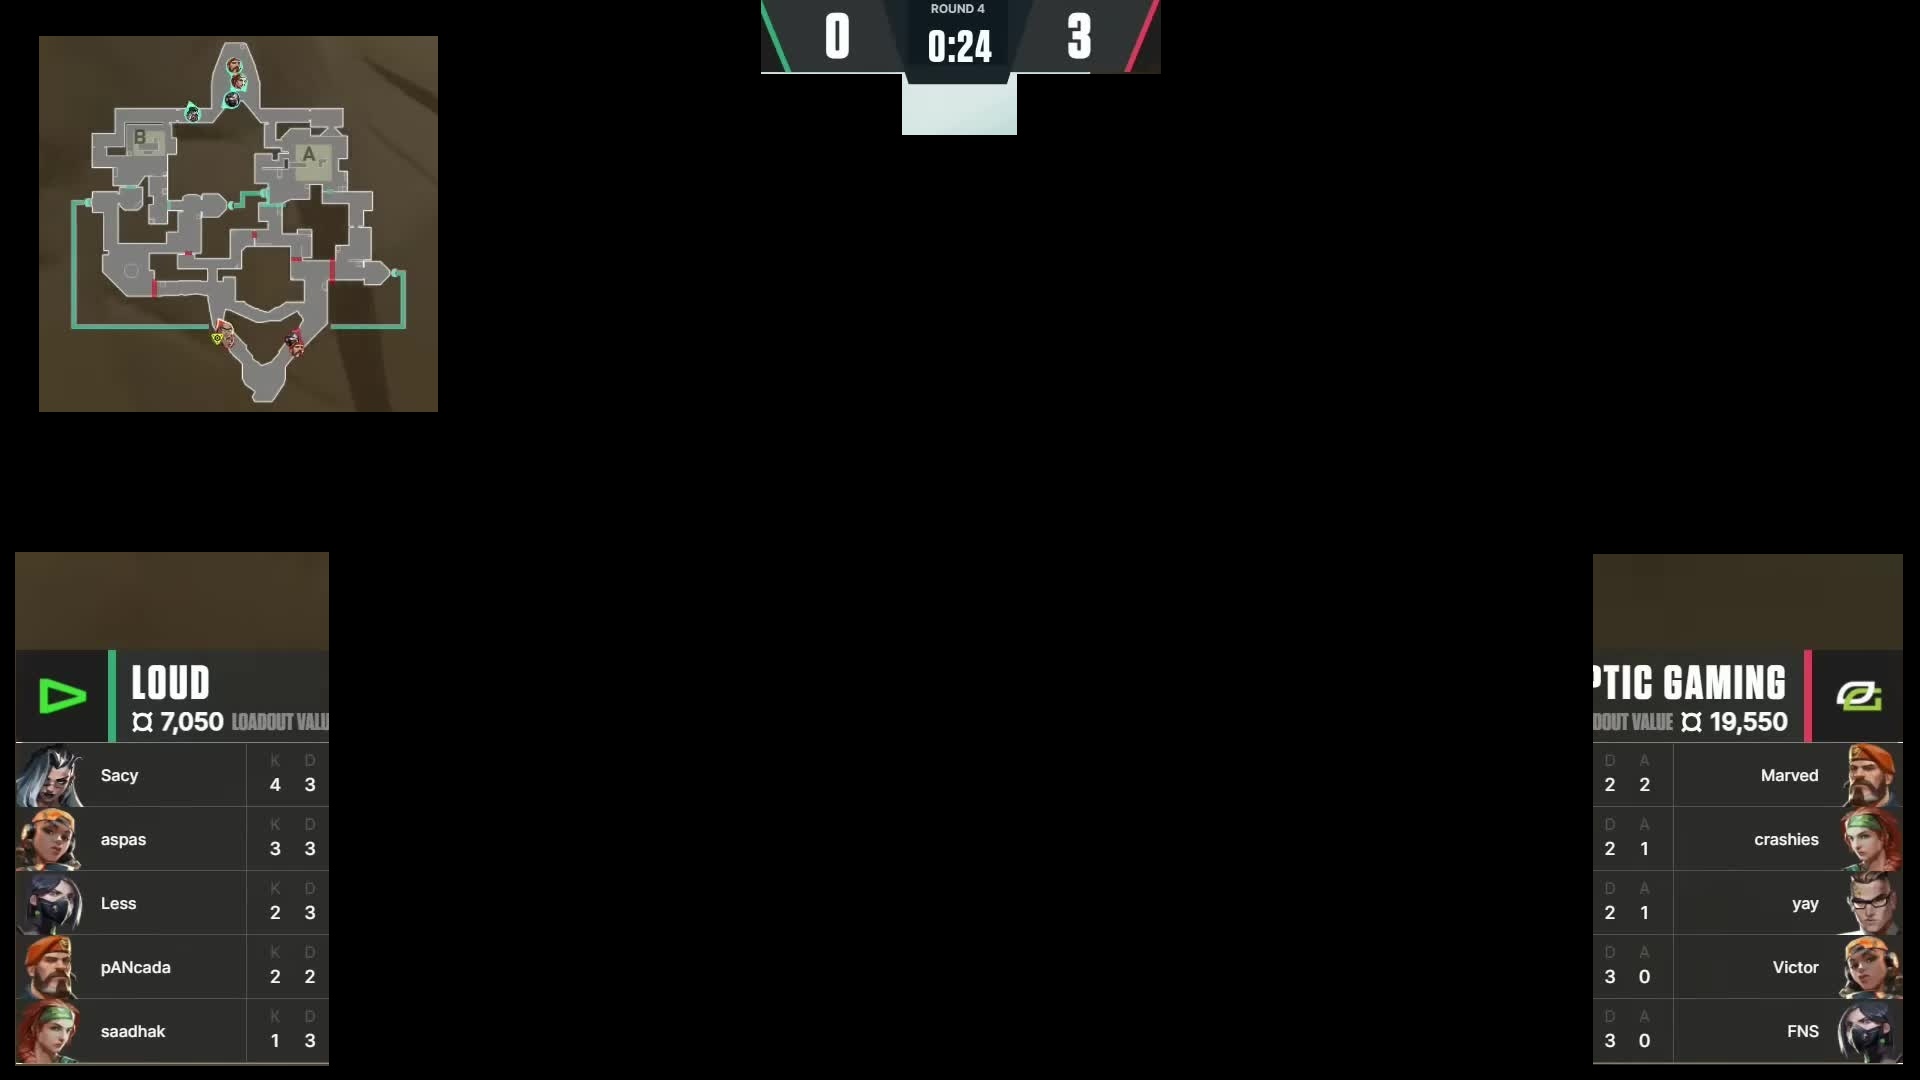 0
ROUND 4
0:24
3
B
A
LOUD
¤ 7,050 LOADOUT VALU
Sacy
K D
4 3
aspas
K D
3 3
Less
K D
2 3
pANcada
K D
2 2
saadhak
K D
1 3
PTIC GAMING
DOUT VALUE ¤ 19,550
D A
2 2
Marved
D A
2 1
crashies
D A
2 1
yay
D A
3 0
Victor
D A
3 0
FNS